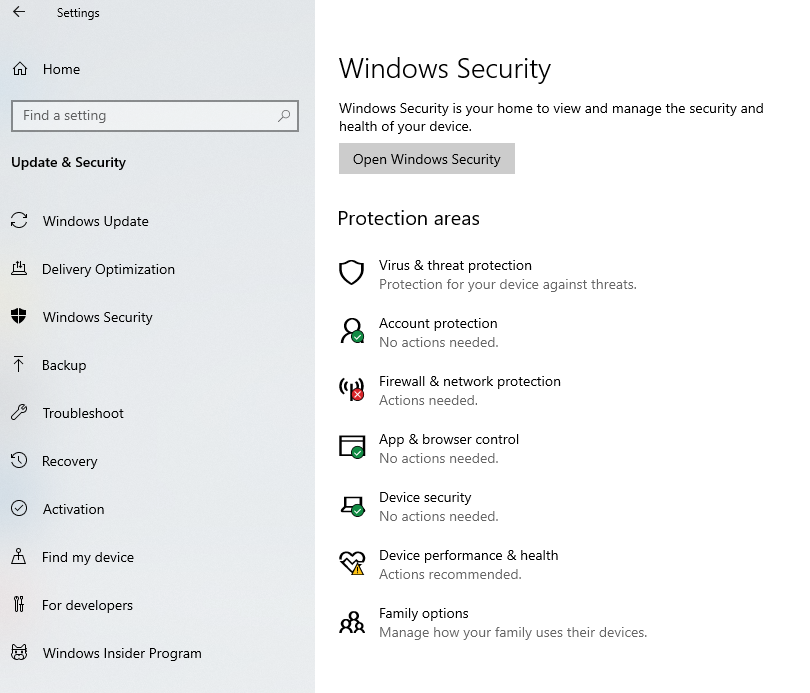 Settings
Home
Find a setting
Update & Security
Windows Update
Delivery Optimization
Windows Security
Backup
Troubleshoot
Recovery
Activation
Find my device
For developers
Windows Insider Program
Windows Security
Windows Security is your home to view and manage the security and
health of your device.
Open Windows Security
Protection areas
Virus & threat protection
Protection for your device against threats.
Account protection
No actions needed.
Firewall & network protection
Actions needed.
App & browser control
No actions needed.
Device security
No actions needed.
Device performance & health
Actions recommended.
Family options
Manage how your family uses their devices.